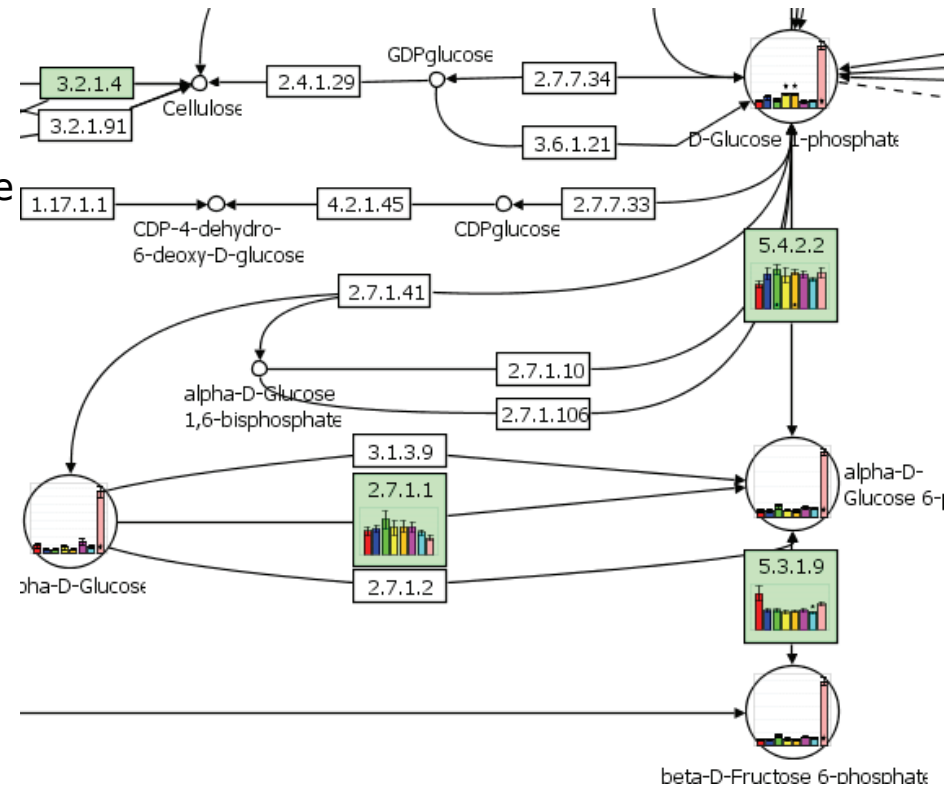 GDPglucose
3.2.1.4
2.4.1.29
2.7.7.34
Cellulose
3.2.1.91
3.6.1.21
D-Glucose 1-phosphate
e
1.17.1.1
4.2.1.45
2.7.7.33
CDP-4-dehydro-
6-deoxy-D-glucose
CDPglucose
5.4.2.2
2.7.1.41
2.7.1.10
alpha-D-Glucose
1,6-bisphosphate
2.7.1.106
3.1.3.9
alpha-D-
Glucose 6-p
2.7.1.1
2.7.1.2
pha-D-Glucose
5.3.1.9
beta-D-Fructose 6-phosphate